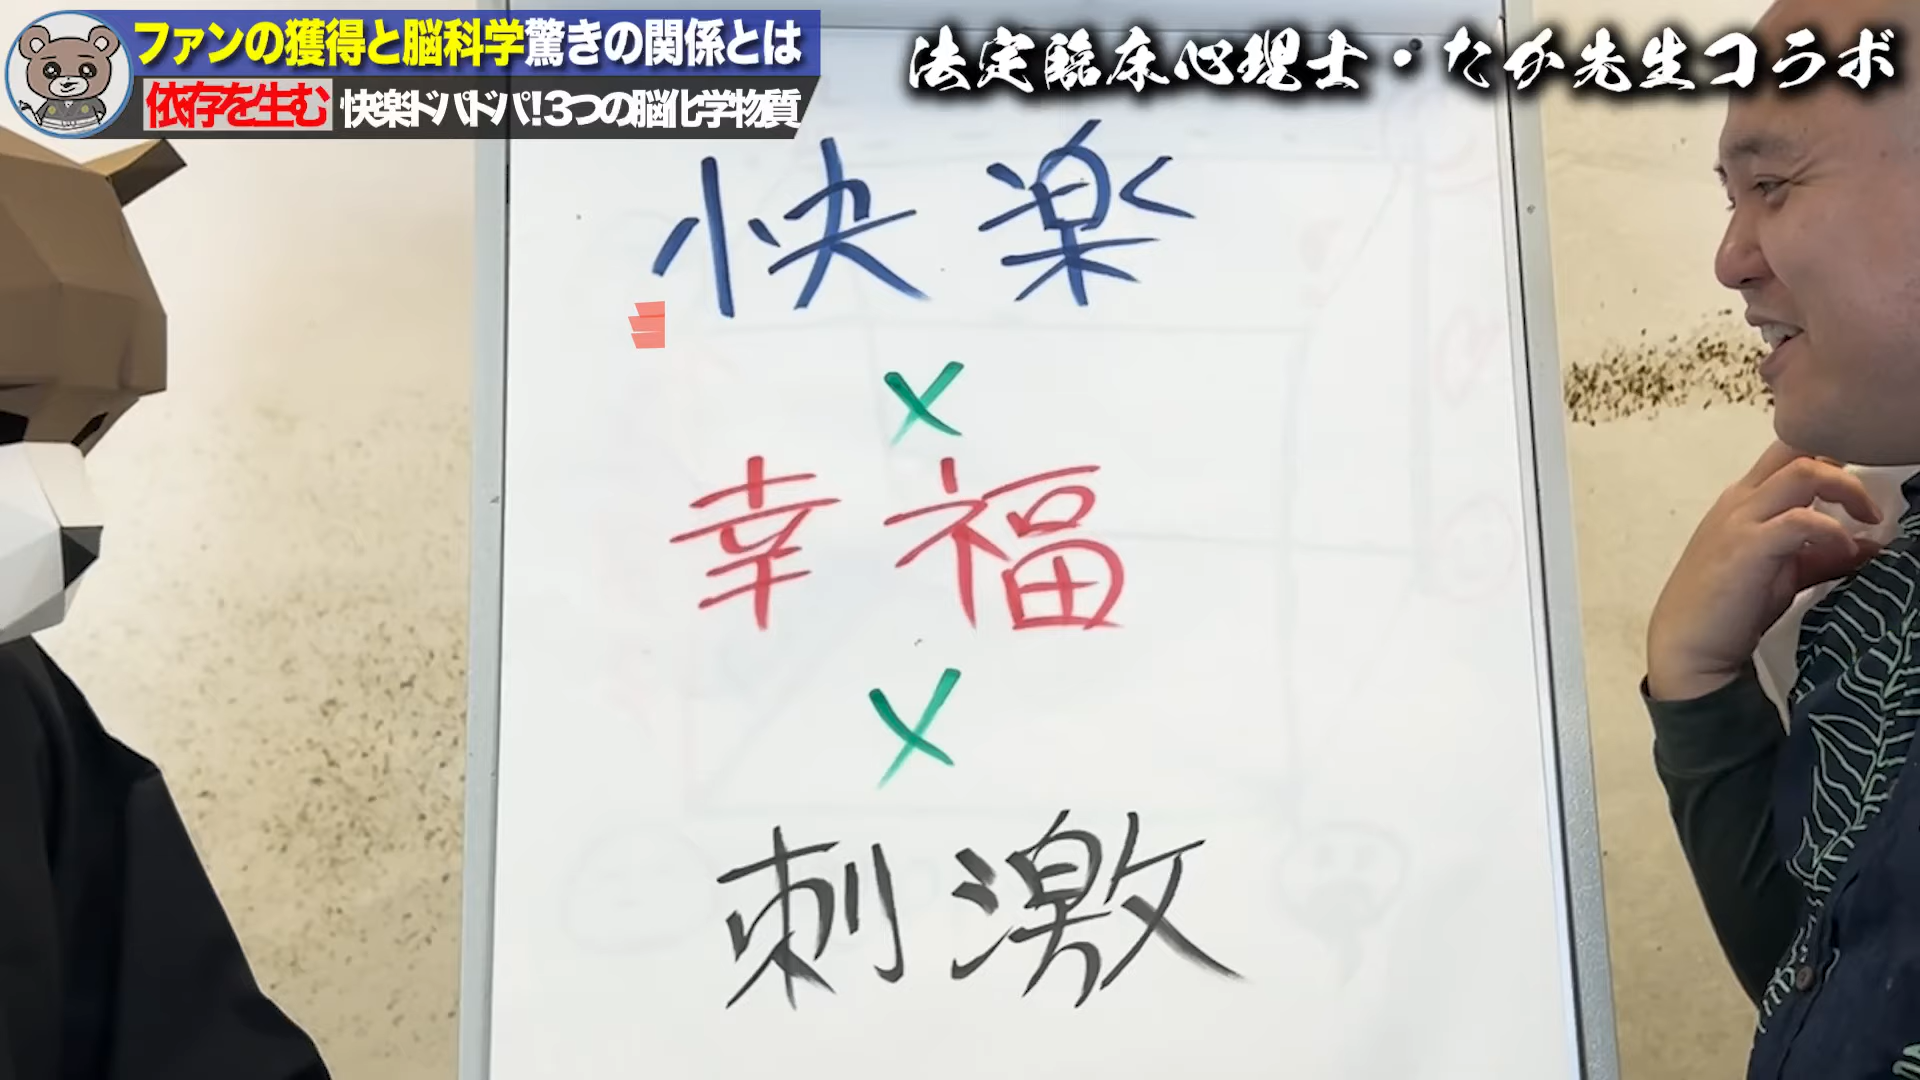 ファンの獲得と脳科学驚きの関係とは
依存を生む 快楽ドパドパ!3つの脳化学物質
法定臨床心理士・たか先生コラボ
快楽
×
幸福
×
刺激